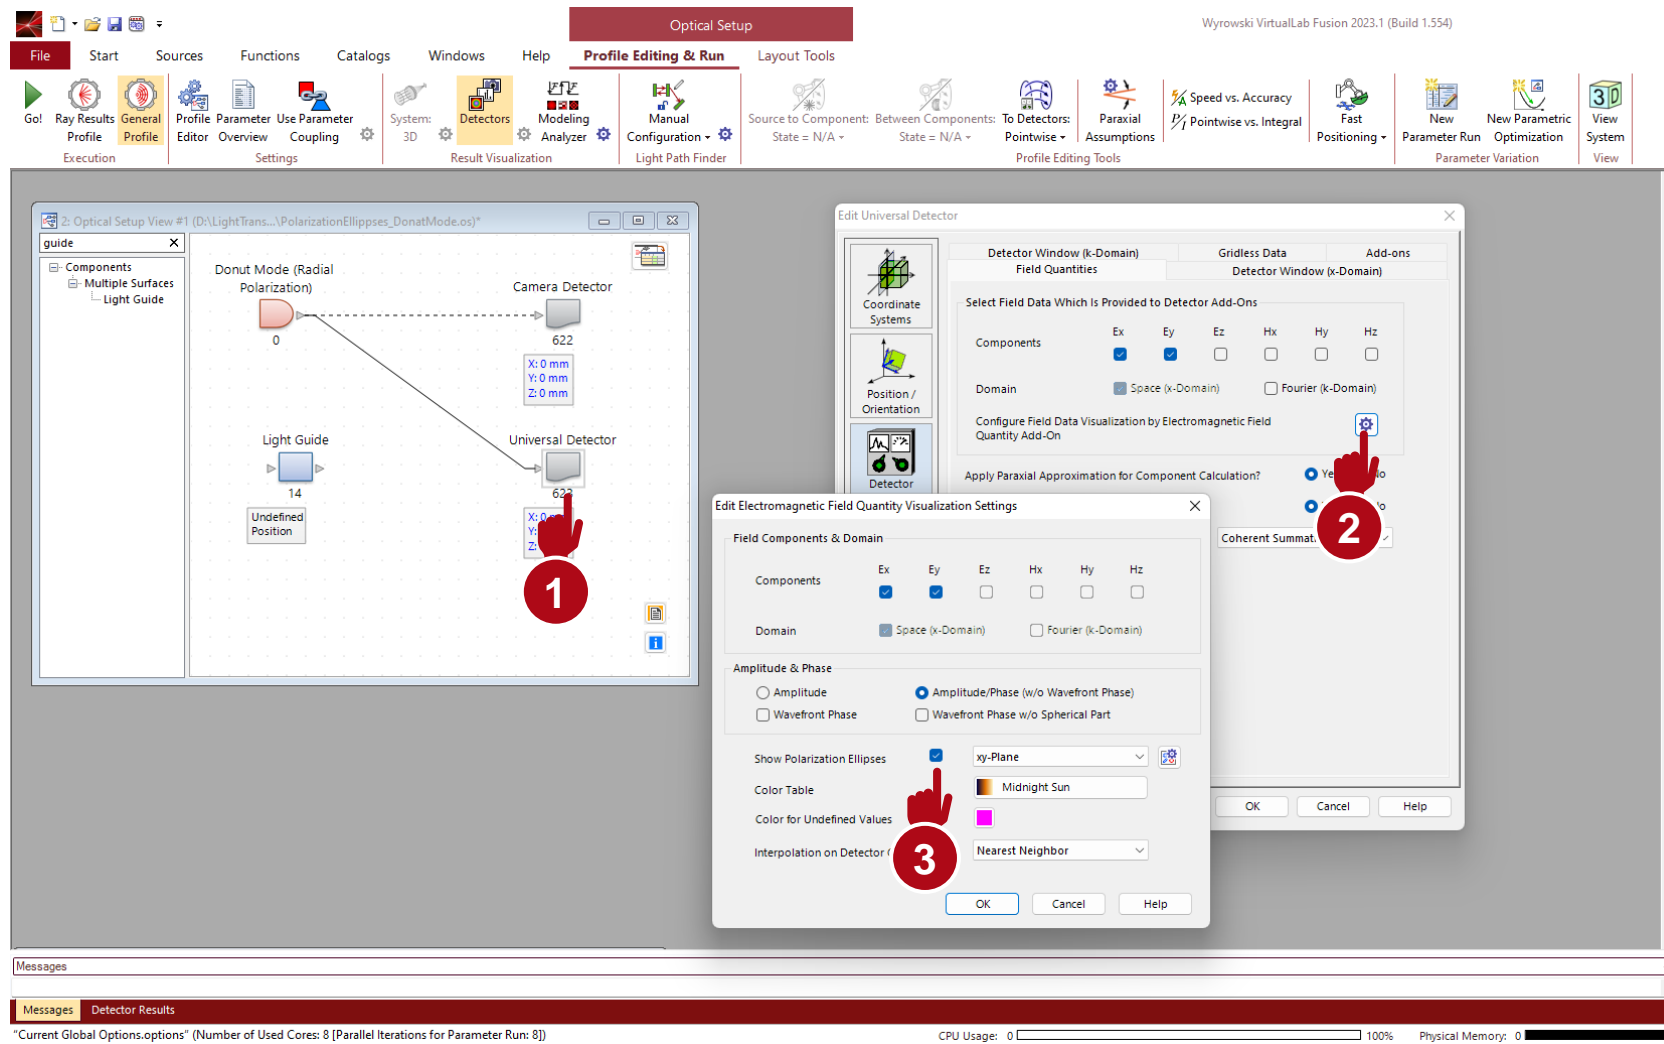 Optical Setup
Wyrowski VirtualLab Fusion 2023.1 (Build 1.554)
File Start Sources Functions Catalogs Windows Help Profile Editing & Run Layout Tools
Go! Ray Results Profile General Profile
Execution
Profile Editor Parameter Overview Use Parameter Coupling
Settings
System: 3D Detectors Modeling Analyzer
Result Visualization
Manual Configuration
Light Path Finder
Source to Component: State = N/A Between Components: State = N/A To Detectors: Pointwise Paraxial Assumptions
Speed vs. Accuracy
Pointwise vs. Integral
Fast Positioning
Profile Editing Tools
New Parameter Run New Parametric Optimization
Parameter Variation
3D
View System
View
2: Optical Setup View #1 (D:\LightTrans...\PolarizationEllippses_DonatMode.os)*
guide
Components
Multiple Surfaces
Light Guide
Donut Mode (Radial
Polarization)
0
Camera Detector
622
X: 0 mm
Y: 0 mm
Z: 0 mm
Light Guide
14
Undefined
Position
Universal Detector
X:
Y:
Z:
1
Edit Universal Detector
Coordinate
Systems
Position /
Orientation
Detector
Detector Window (k-Domain) Gridless Data Add-ons
Field Quantities Detector Window (x-Domain)
Select Field Data Which Is Provided to Detector Add-Ons
Ex Ey Ez Hx Hy Hz
Components
Domain Space (x-Domain) Fourier (k-Domain)
Configure Field Data Visualization by Electromagnetic Field
Quantity Add-On
Apply Paraxial Approximation for Component Calculation?
2
Coherent
OK Cancel Help
Edit Electromagnetic Field Quantity Visualization Settings
Field Components & Domain
Ex Ey Ez Hx Hy Hz
Components
Domain Space (x-Domain) Fourier (k-Domain)
Amplitude & Phase
Amplitude Amplitude/Phase (w/o Wavefront Phase)
Wavefront Phase Wavefront Phase w/o Spherical Part
Show Polarization Ellipses xy-Plane
Color Table Midnight Sun
Color for Undefined Values
Interpolation on Detector Nearest Neighbor
3
OK Cancel Help
Messages
Messages Detector Results
"Current Global Options.options" (Number of Used Cores: 8 [Parallel Iterations for Parameter Run: 8])
CPU Usage: 0 100% Physical Memory: 0